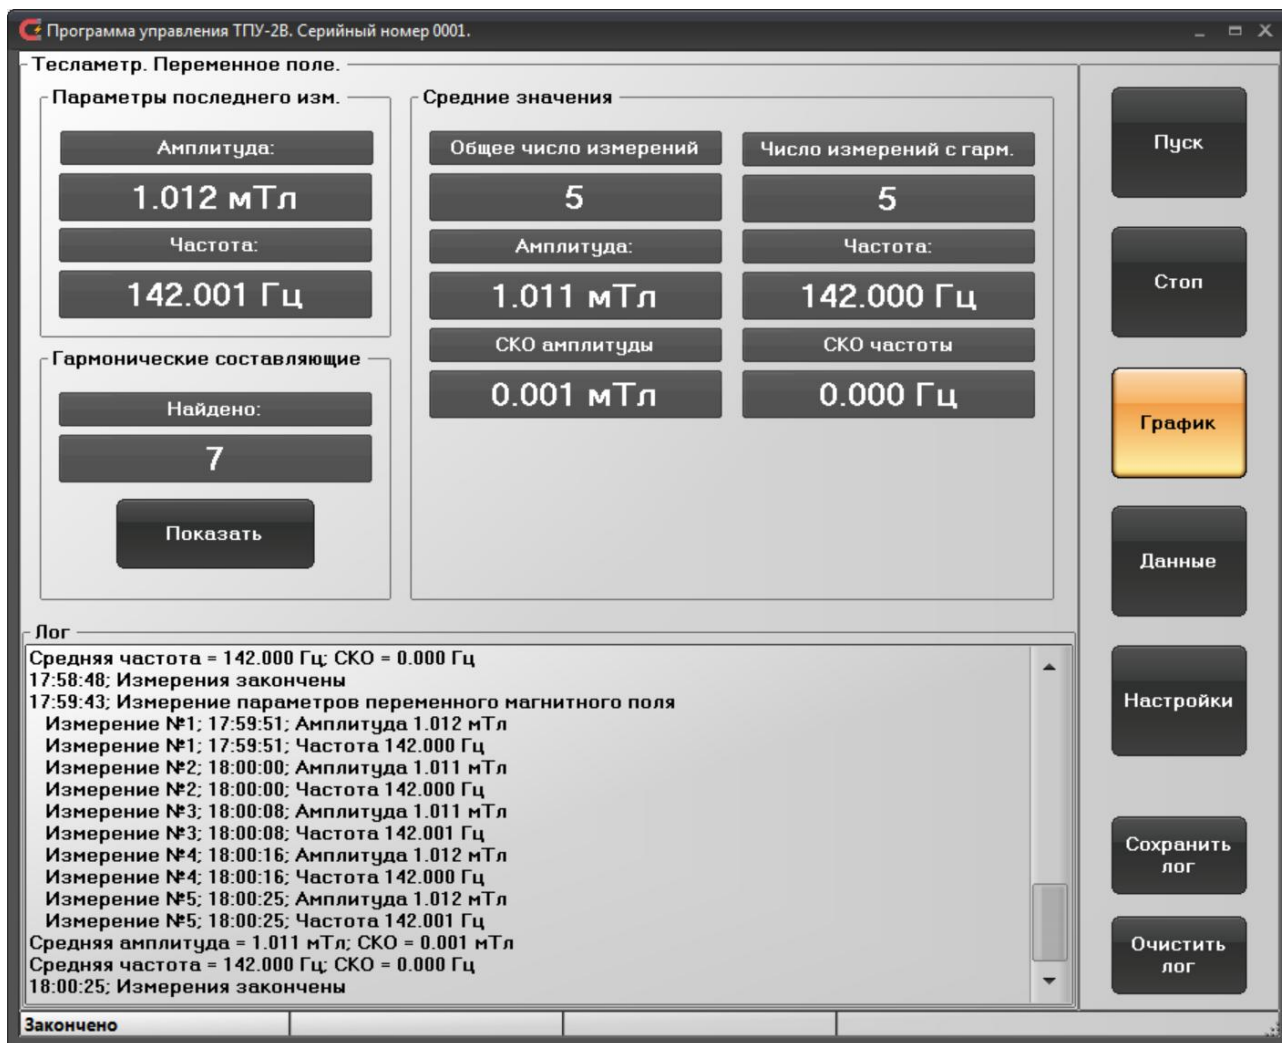 Программа управления ТПУ-2В. Серийный номер 0001.
Тесламетр. Переменное поле.
Параметры последнего изм.
Амплитуда:
1.012 мТл
Частота:
142.001 Гц
Гармонические составляющие
Найдено:
7
Показать
Средние значения
Общее число измерений
5
Число измерений с гарм.
5
Амплитуда:
1.011 мТл
Частота:
142.000 Гц
СКО амплитуды
0.001 мТл
СКО частоты
0.000 Гц
Пуск
Стоп
График
Данные
Настройки
Сохранить
лог
Очистить
лог
Лог
Средняя частота = 142.000 Гц; СКО = 0.000 Гц
17:58:48; Измерения закончены
17:59:43; Измерение параметров переменного магнитного поля
Измерение №1; 17:59:51; Амплитуда 1.012 мТл
Измерение №1; 17:59:51; Частота 142.000 Гц
Измерение №2; 18:00:00; Амплитуда 1.011 мТл
Измерение №2; 18:00:00; Частота 142.000 Гц
Измерение №3; 18:00:08; Амплитуда 1.011 мТл
Измерение №3; 18:00:08; Частота 142.001 Гц
Измерение №4; 18:00:16; Амплитуда 1.012 мТл
Измерение №4; 18:00:16; Частота 142.000 Гц
Измерение №5; 18:00:25; Амплитуда 1.012 мТл
Измерение №5; 18:00:25; Частота 142.001 Гц
Средняя амплитуда = 1.011 мТл; СКО = 0.001 мТл
Средняя частота = 142.000 Гц; СКО = 0.000 Гц
18:00:25; Измерения закончены
Закончено